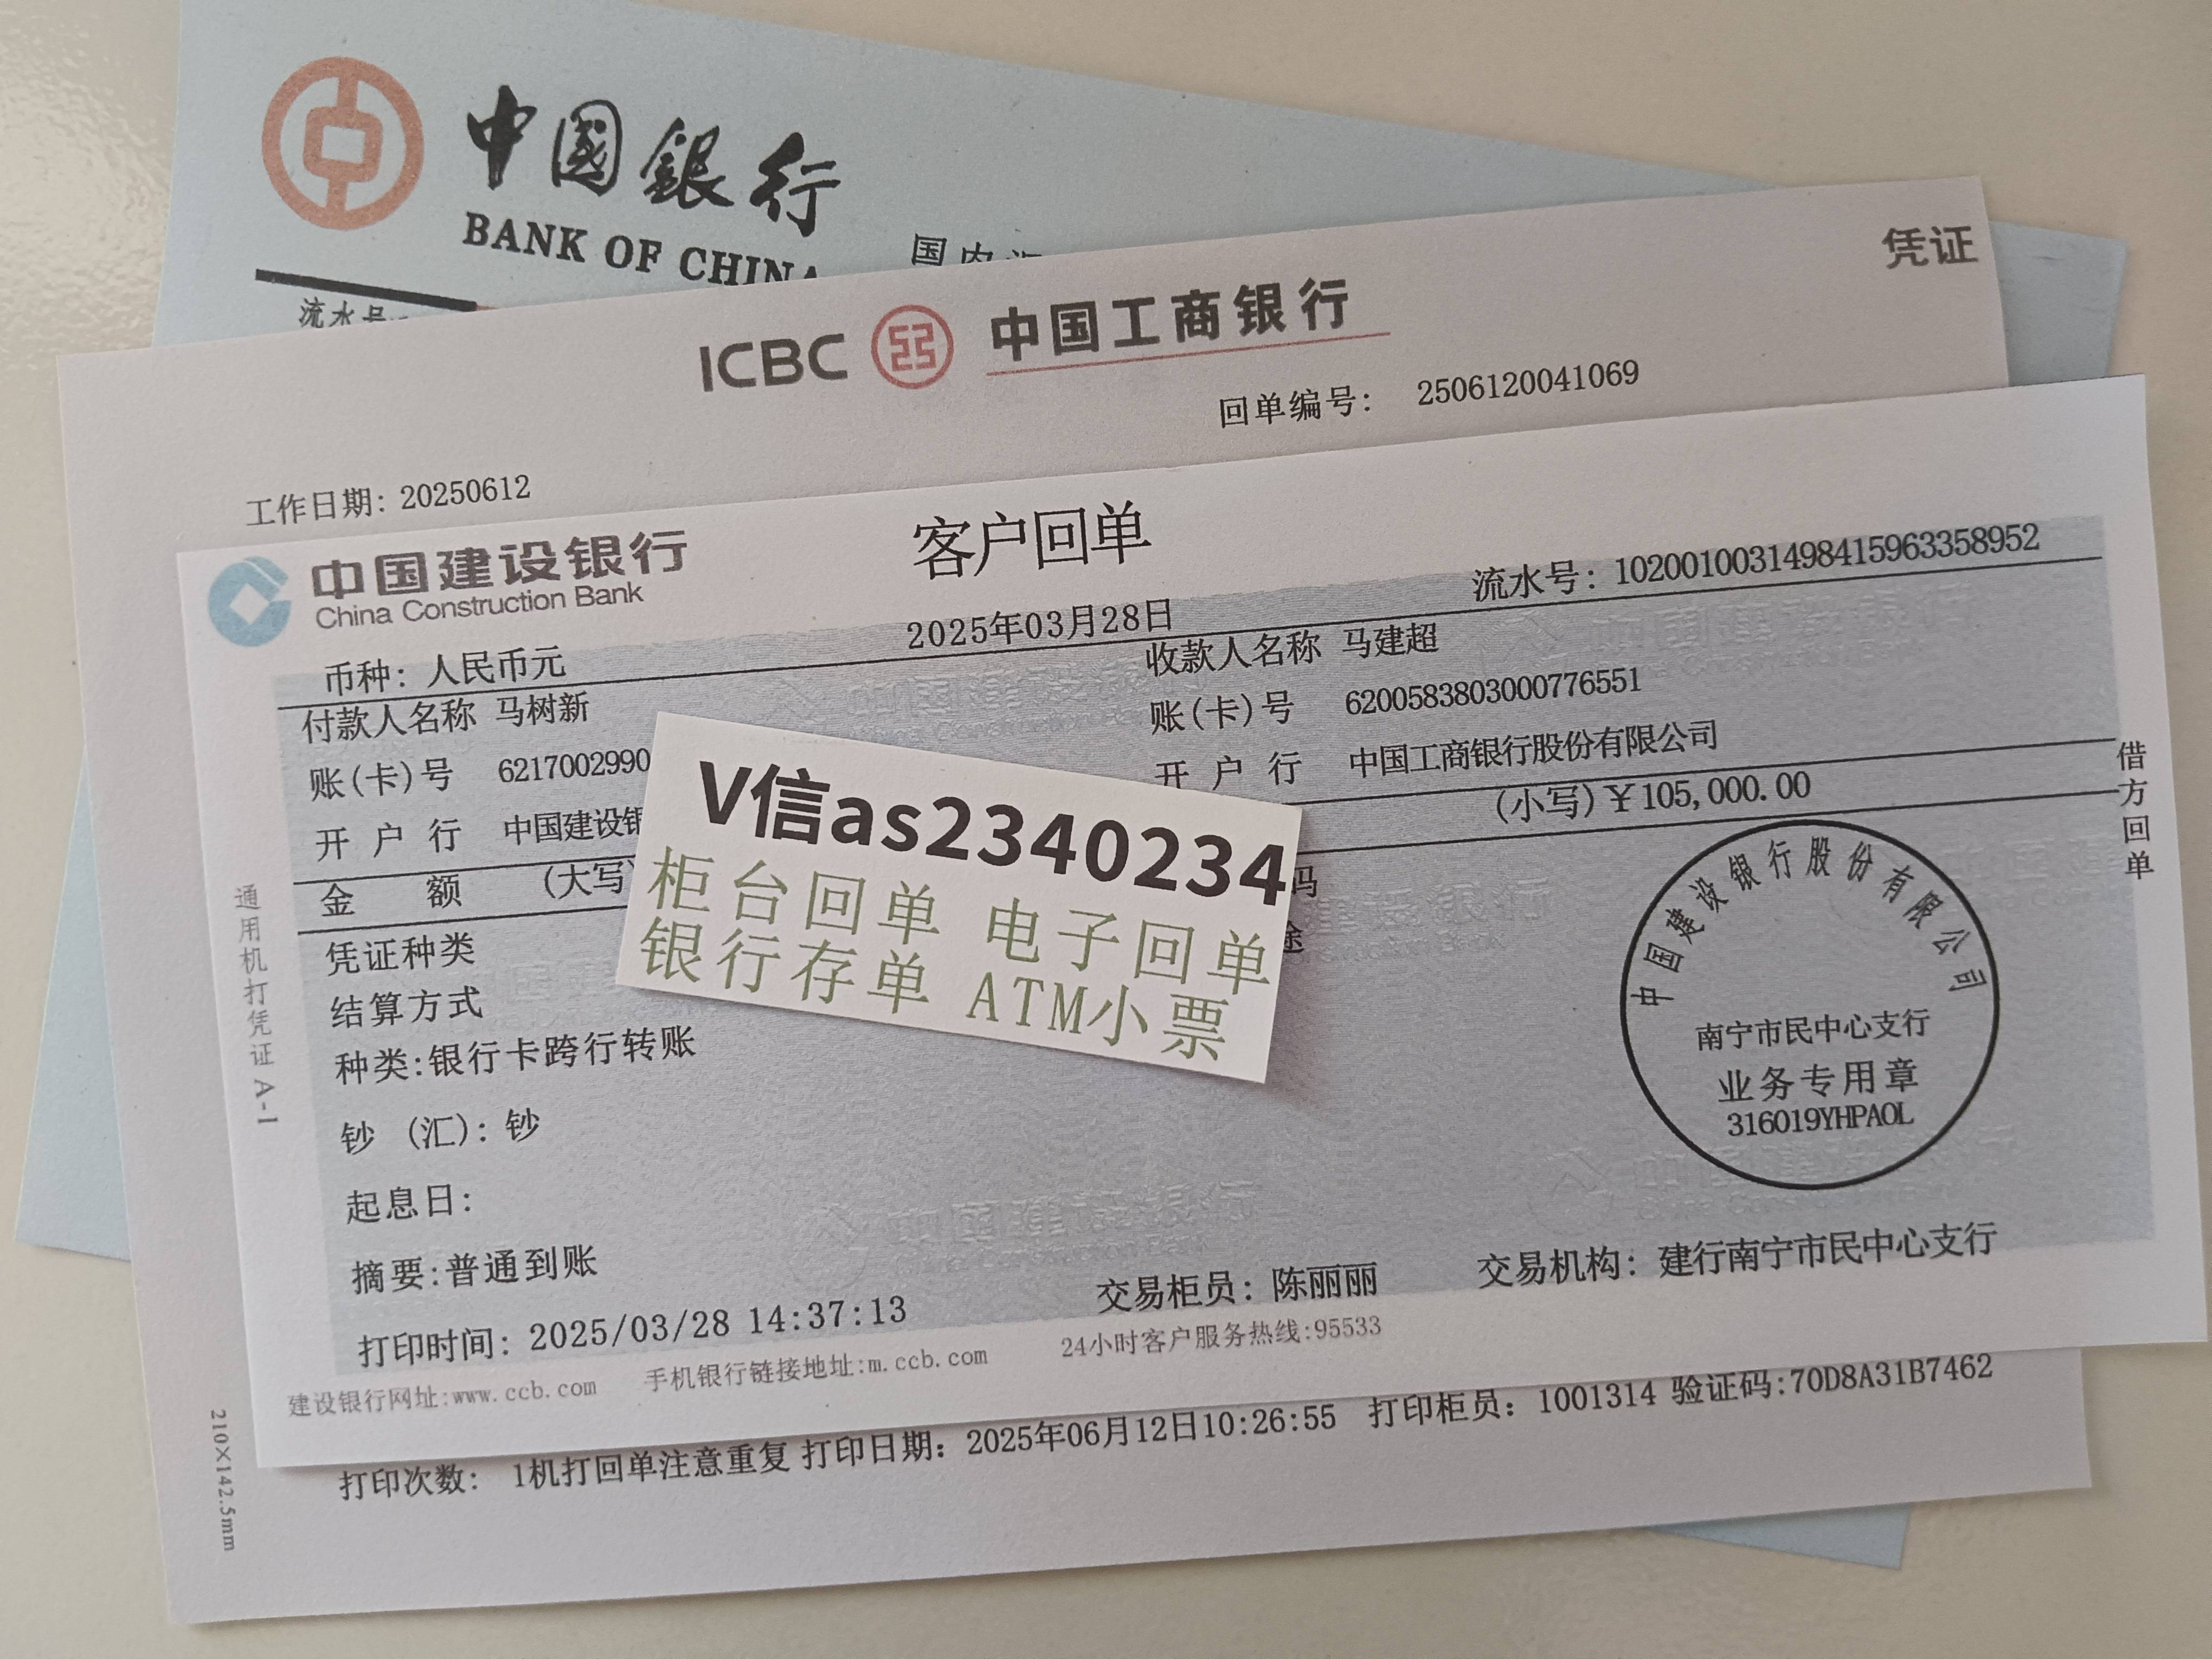 中國銀行
BANK OF CHINA
国内
流水号
凭证
ICBC 中国工商银行
回单编号: 2506120041069
工作日期: 20250612
中国建设银行
China Construction Bank
客户回单
2025年03月28日
流水号: 1020010031498415963358952
币种: 人民币元
付款人名称 马树新
收款人名称 马建超
账(卡)号 6217002990
账(卡)号 6200583803000776551
开户行 中国建设银
开户行 中国工商银行股份有限公司
金额 (大写)
(小写)￥105,000.00
凭证种类
码
结算方式
途
种类:银行卡跨行转账
钞 (汇): 钞
起息日:
摘要:普通到账
打印时间: 2025/03/28 14:37:13
交易柜员: 陈丽丽
交易机构: 建行南宁市民中心支行
建设银行网址:www.ccb.com
手机银行链接地址:m.ccb.com
24小时客户服务热线:95533
借方回单
通用机打凭证 A-1
中国建设银行股份有限公司
南宁市民中心支行
业务专用章
316019YHPAOL
V信as2340234
柜台回单 电子回单
银行存单 ATM小票
打印次数: 1机打回单注意重复 打印日期: 2025年06月12日10:26:55 打印柜员: 1001314 验证码:70D8A31B7462
210×142.5mm